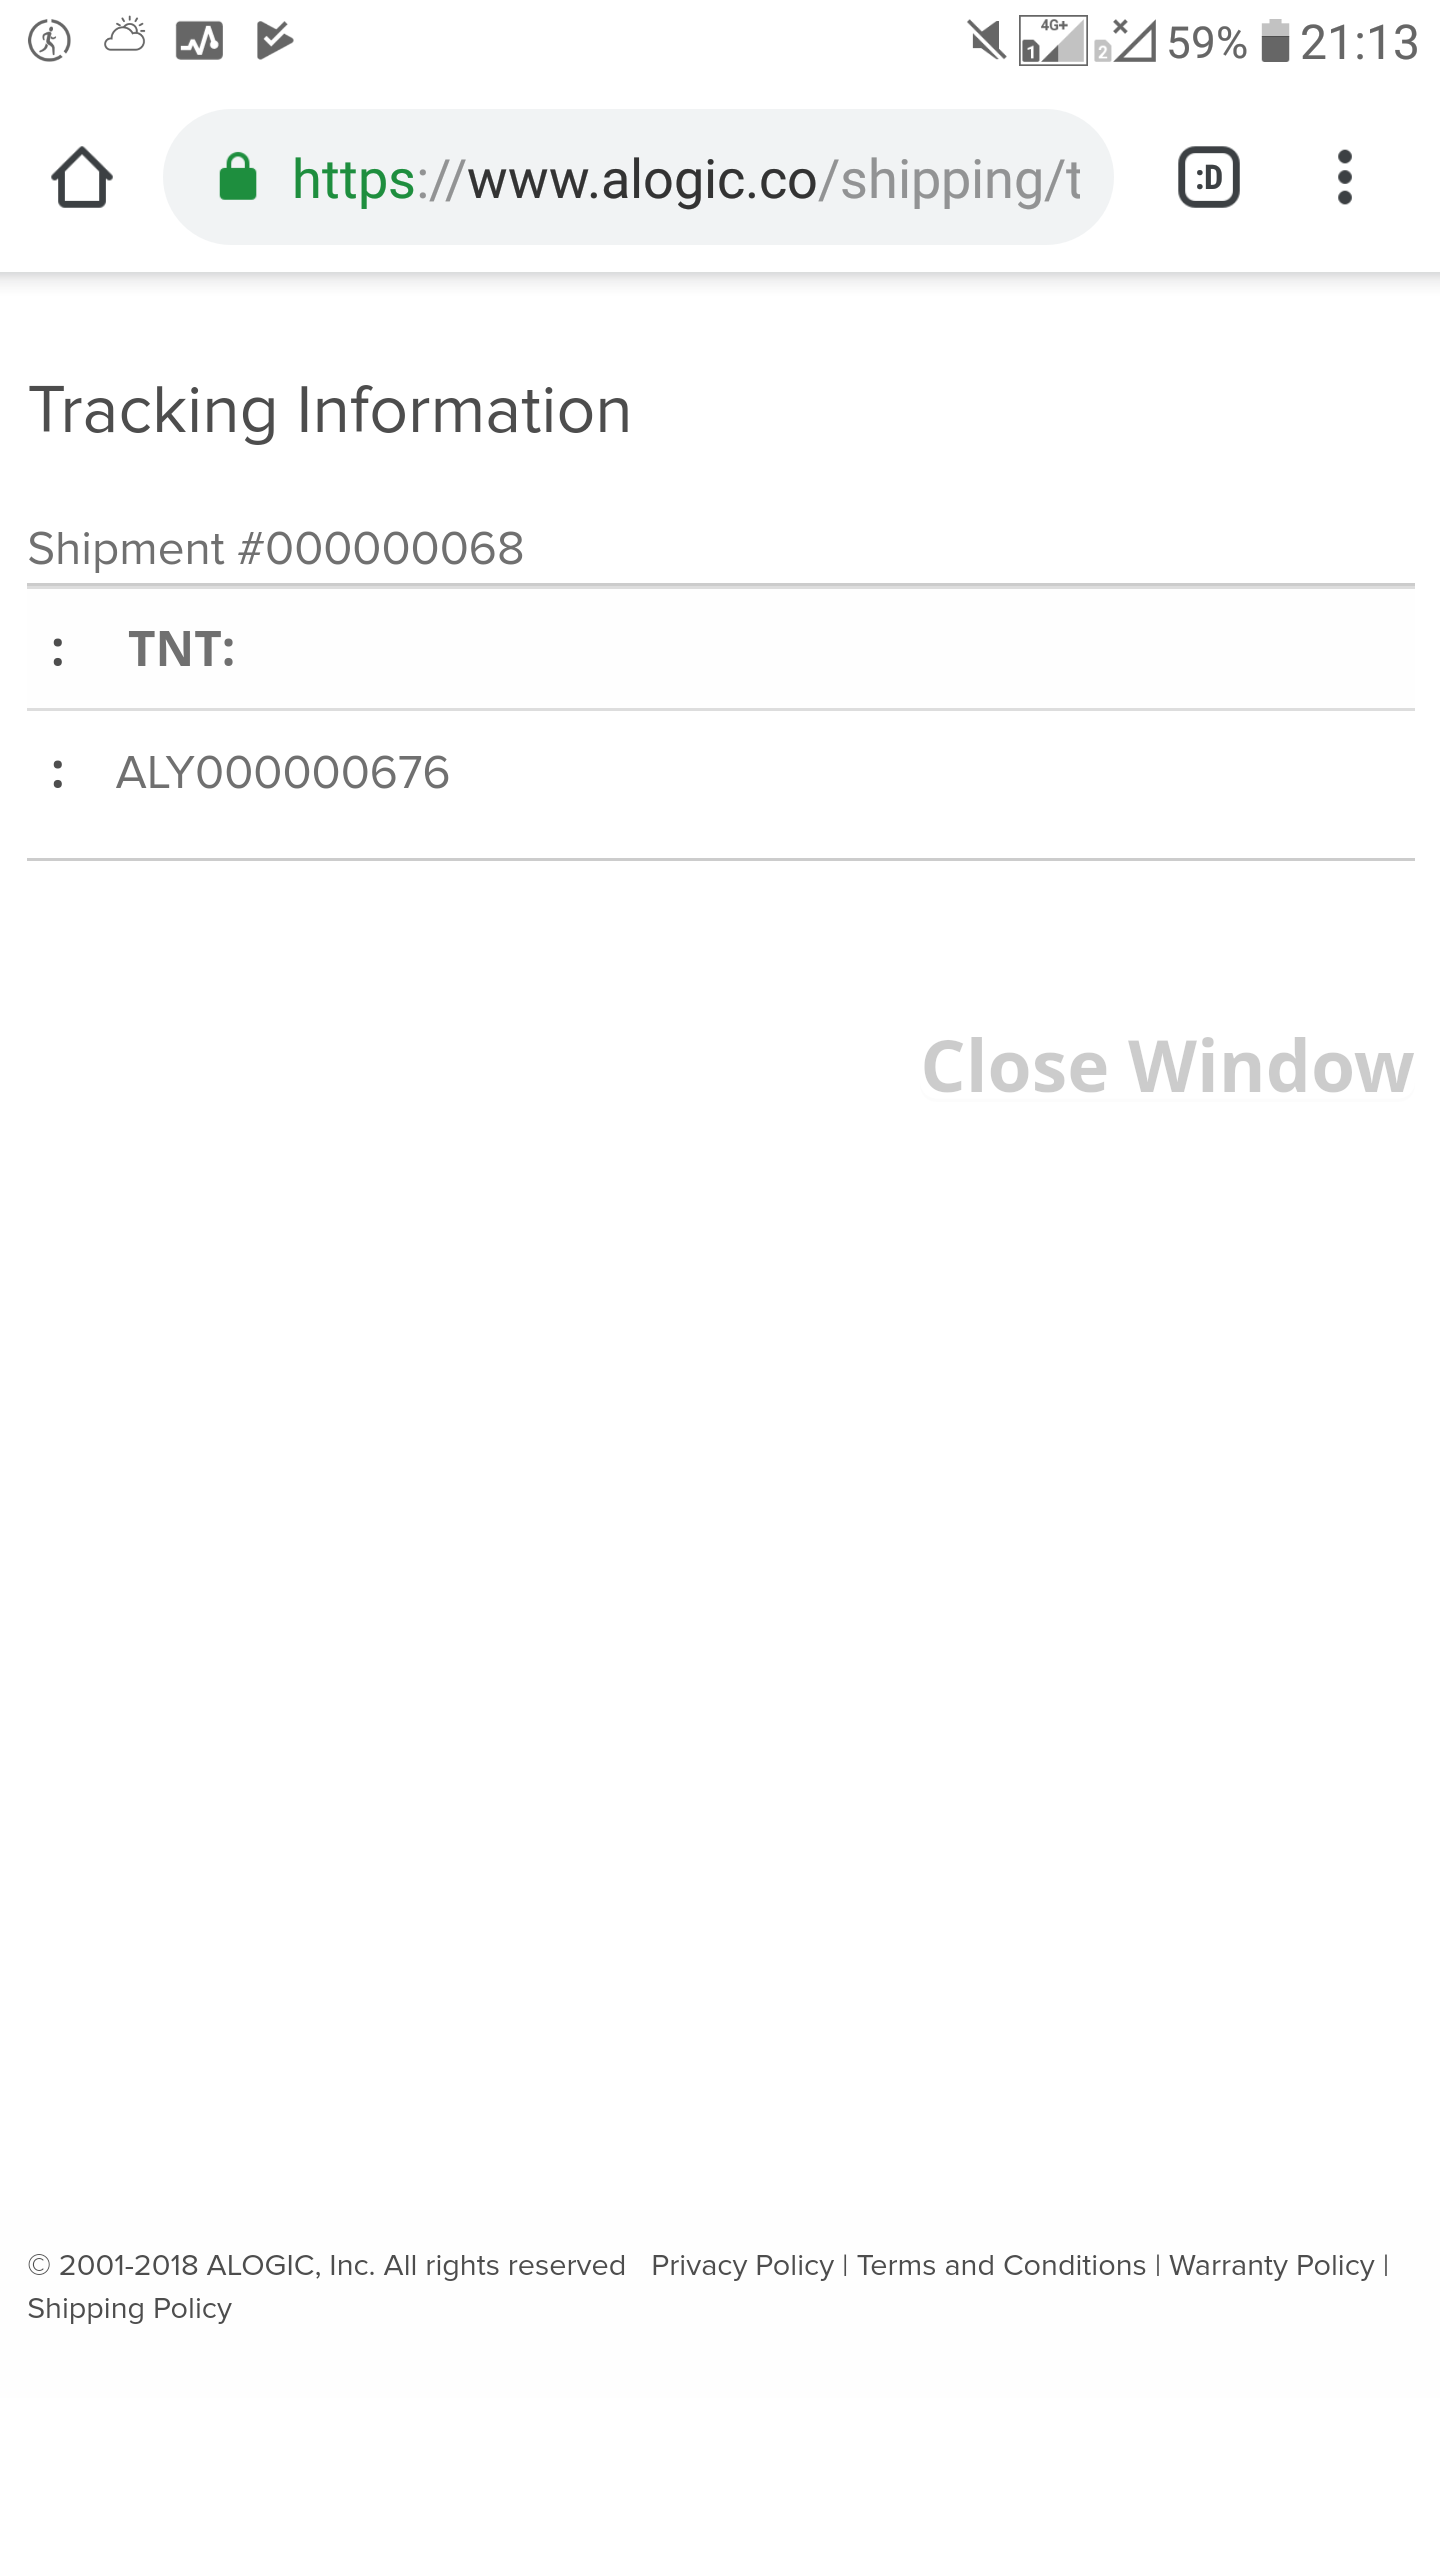 4G+
1
2
59%
21:13
https://www.alogic.co/shipping/t
:D
Tracking Information
Shipment #000000068
: TNT:
: ALY000000676
Close Window
© 2001-2018 ALOGIC, Inc. All rights reserved Privacy Policy | Terms and Conditions | Warranty Policy |
Shipping Policy